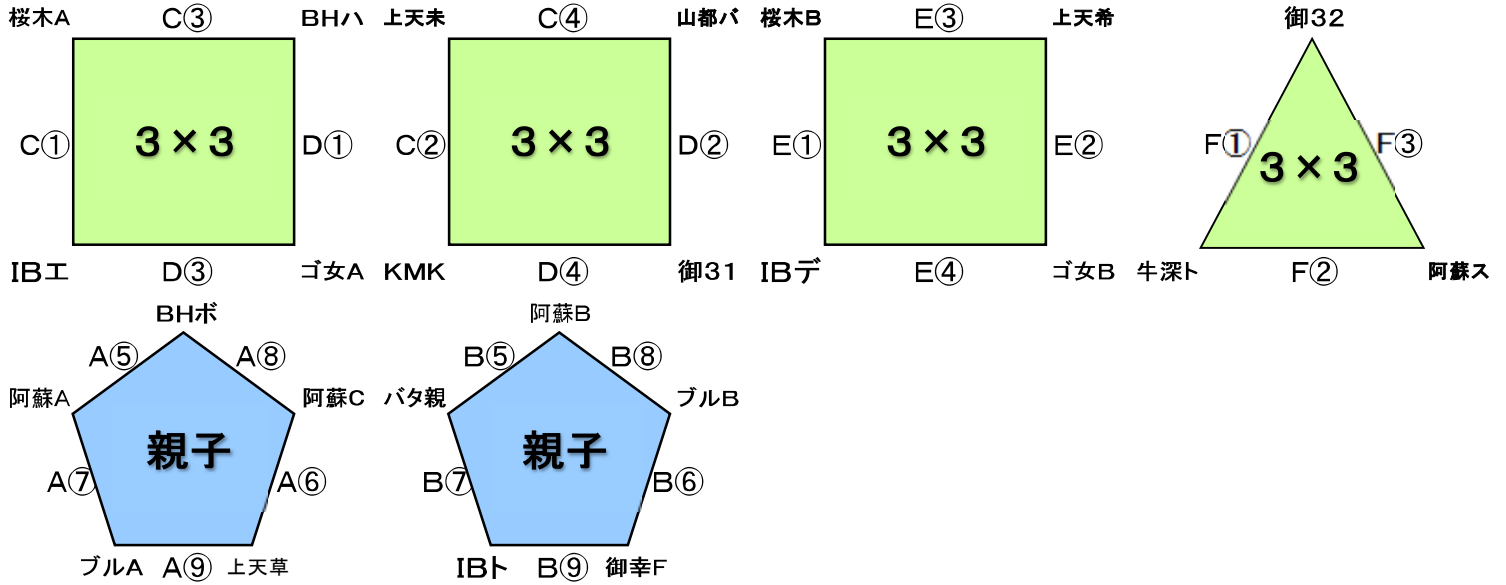 桜木A C③ BHハ 上天未 C④ 山都バ 桜木B E③ 上天希 御32
C① 3×3 D① C② 3×3 D② E① 3×3 E② F① 3×3 F③
IBエ D③ ゴ女A KMK D④ 御31 IBデ E④ ゴ女B 牛深ト F② 阿蘇ス
BHボ 阿蘇B
A⑤ A⑧ B⑤ B⑧
阿蘇A 阿蘇C バタ親 ブルB
親子 親子
A⑦ A⑥ B⑦ B⑥
ブルA A⑨ 上天草 IBト B⑨ 御幸F